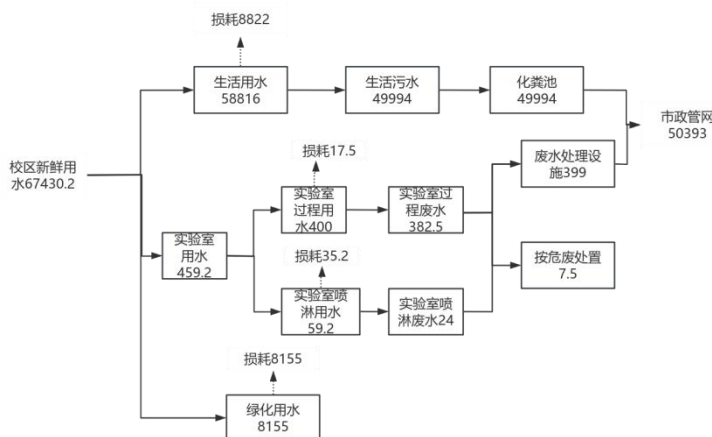 损耗8822
生活用水
58816
生活污水
49994
化粪池
49994
市政管网
50393
损耗17.5
废水处理设
施399
校区新鲜用
水67430.2
实验室
过程用
水400
实验室过
程废水
382.5
实验室
用水
459.2
损耗35.2
按危废处置
7.5
实验室喷
淋用水
59.2
实验室喷
淋废水24
损耗8155
绿化用水
8155